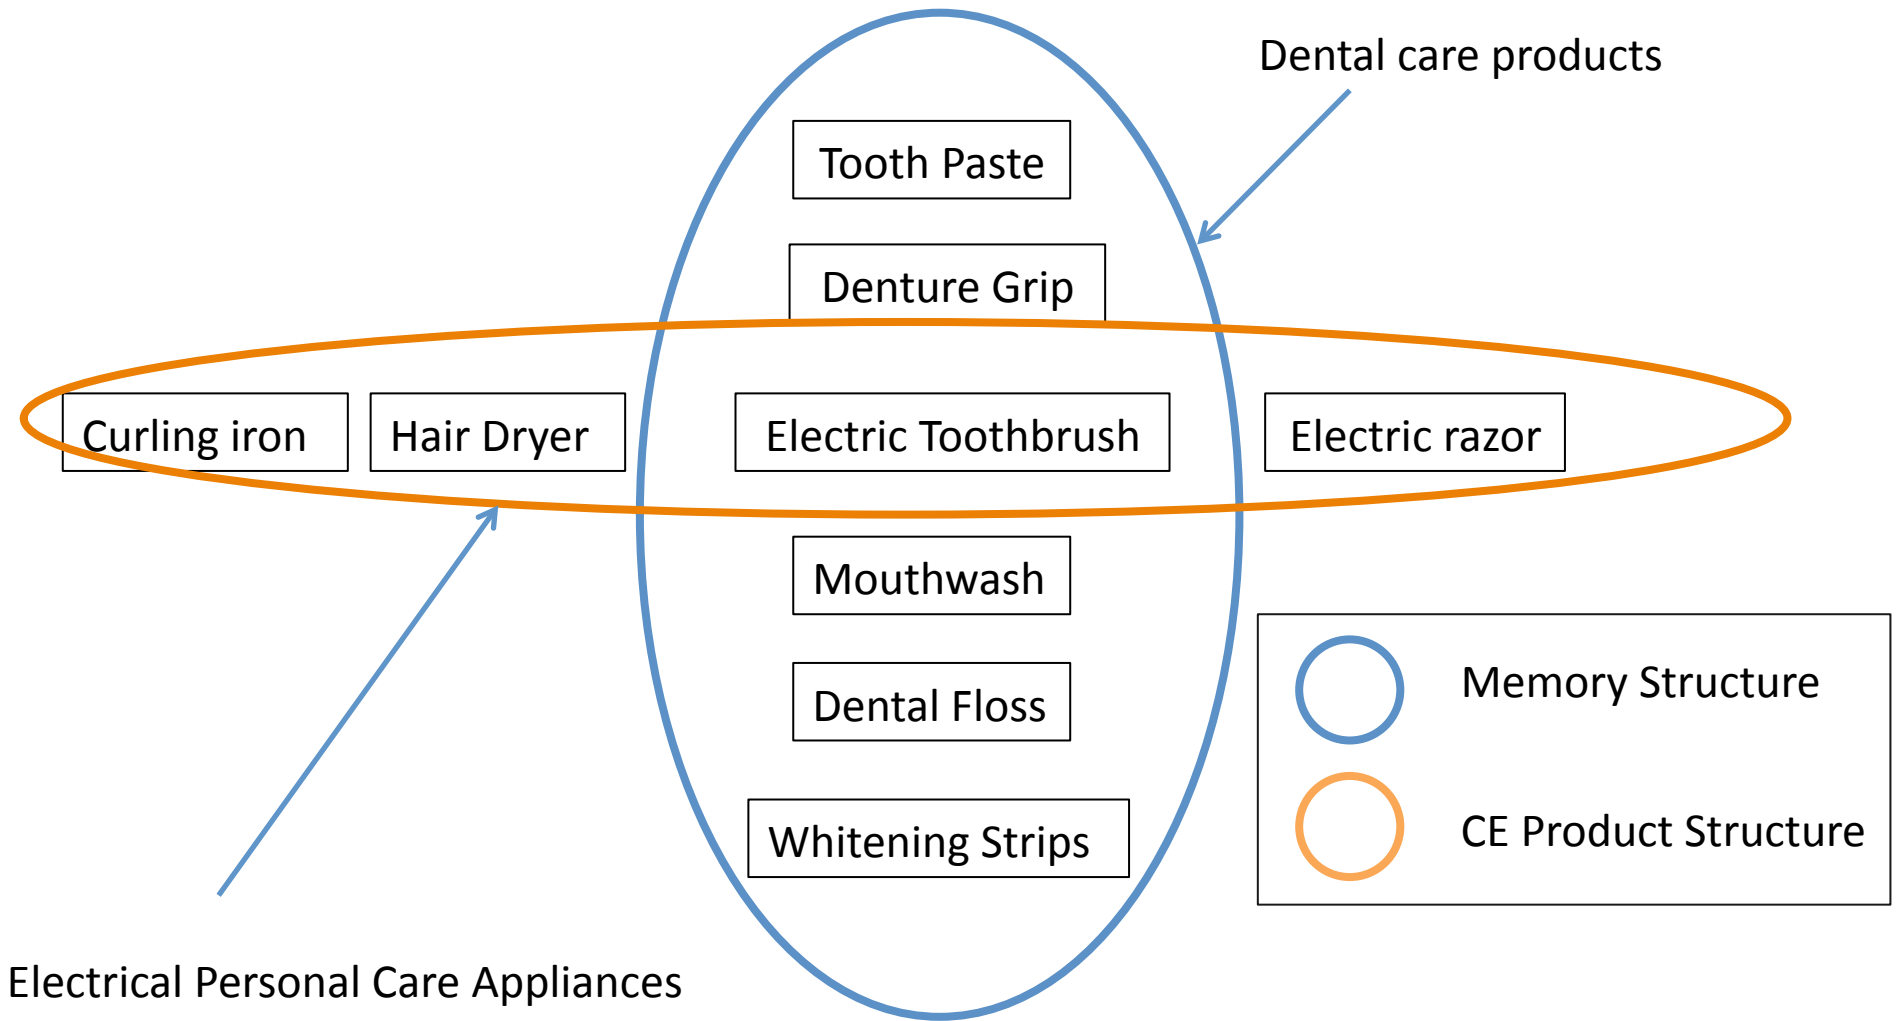 Dental care products
Tooth Paste
Denture Grip
Curling iron
Hair Dryer
Electric Toothbrush
Electric razor
Mouthwash
Dental Floss
Whitening Strips
Memory Structure
CE Product Structure
Electrical Personal Care Appliances